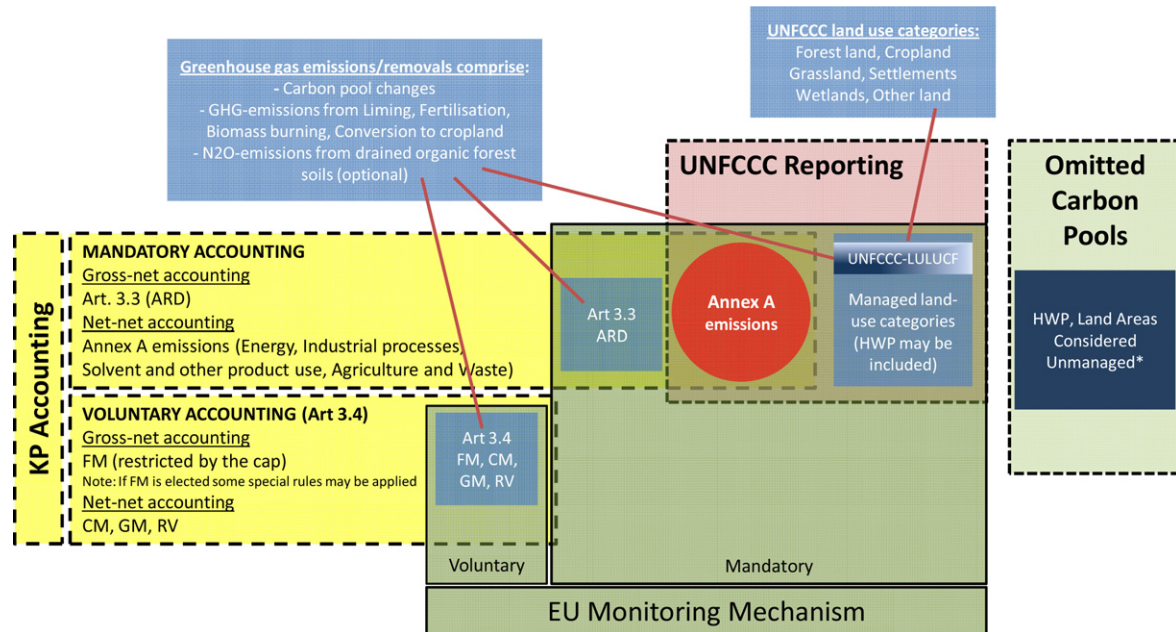 UNFCCC land use categories:
Forest land, Cropland
Grassland, Settlements
Wetlands, Other land
Greenhouse gas emissions/removals comprise:
- Carbon pool changes
- GHG-emissions from Liming, Fertilisation,
Biomass burning, Conversion to cropland
- N2O-emissions from drained organic forest
soils (optional)
UNFCCC Reporting
Omitted
Carbon
Pools
HWP, Land Areas
Considered
Unmanaged*
KP Accounting
MANDATORY ACCOUNTING
Gross-net accounting
Art. 3.3 (ARD)
Net-net accounting
Annex A emissions (Energy, Industrial processes,
Solvent and other product use, Agriculture and Waste)
Art 3.3
ARD
Annex A
emissions
UNFCCC-LULUCF
Managed land-
use categories
(HWP may be
included)
VOLUNTARY ACCOUNTING (Art 3.4)
Gross-net accounting
FM (restricted by the cap)
Note: If FM is elected some special rules may be applied
Net-net accounting
CM, GM, RV
Art 3.4
FM, CM,
GM, RV
Voluntary
Mandatory
EU Monitoring Mechanism